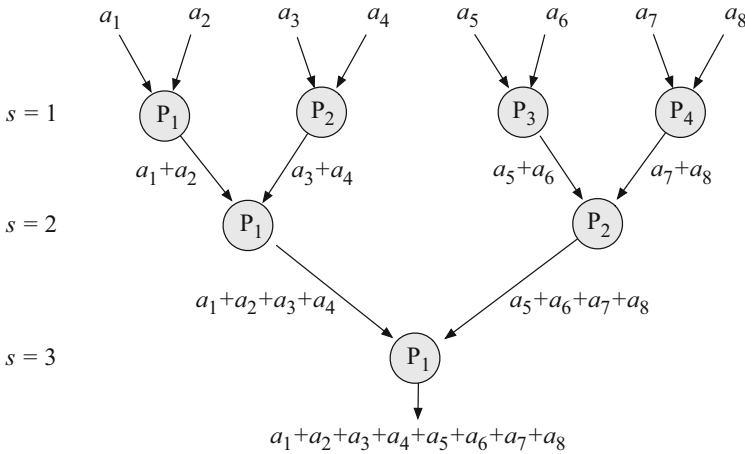 a₁ a₂ a₃ a₄ a₅ a₆ a₇ a₈
s = 1 P₁ P₂ P₃ P₄
a₁+a₂ a₃+a₄ a₅+a₆ a₇+a₈
s = 2 P₁ P₂
a₁+a₂+a₃+a₄ a₅+a₆+a₇+a₈
s = 3 P₁
a₁+a₂+a₃+a₄+a₅+a₆+a₇+a₈